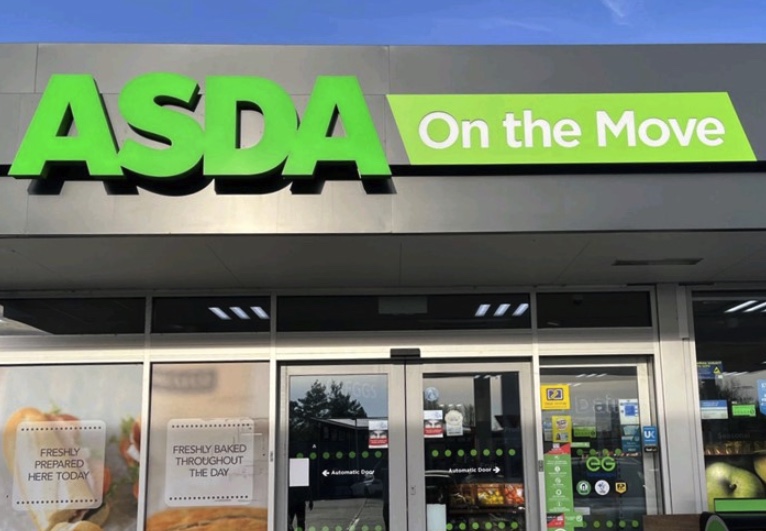 ASDA On the Move
FRESHLY
PREPARED
HERE TODAY
FRESHLY BAKED
THROUGHOUT
THE DAY
Automatic Door
Automatic Door
eG